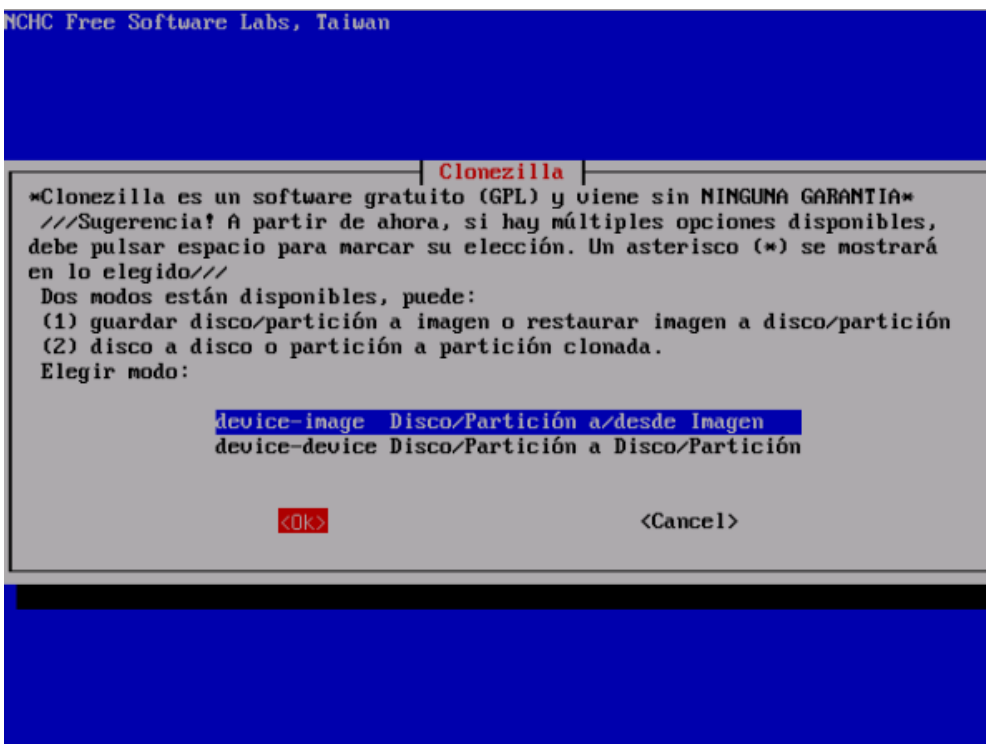 NCHC Free Software Labs, Taiwan
Clonezilla
*Clonezilla es un software gratuito (GPL) y viene sin NINGUNA GARANTIA*
///Sugerencia! A partir de ahora, si hay múltiples opciones disponibles,
debe pulsar espacio para marcar su elección. Un asterisco (*) se mostrará
en lo elegido///
Dos modos están disponibles, puede:
(1) guardar disco/partición a imagen o restaurar imagen a disco/partición
(2) disco a disco o partición a partición clonada.
Elegir modo:
device-image Disco/Partición a/desde Imagen
device-device Disco/Partición a Disco/Partición
<Ok> <Cancel>